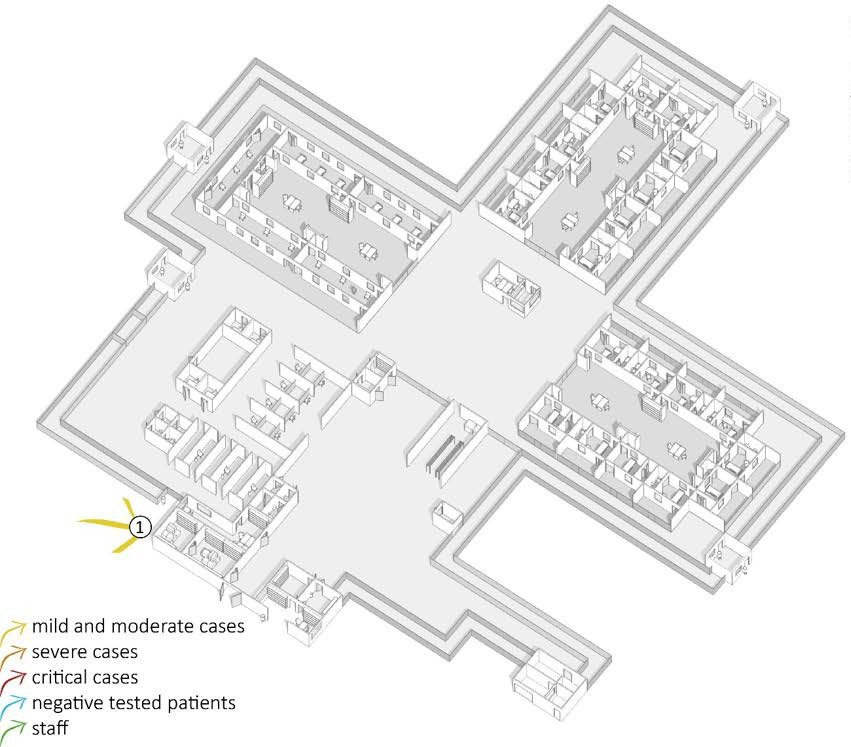 1
mild and moderate cases
severe cases
critical cases
negative tested patients
staff